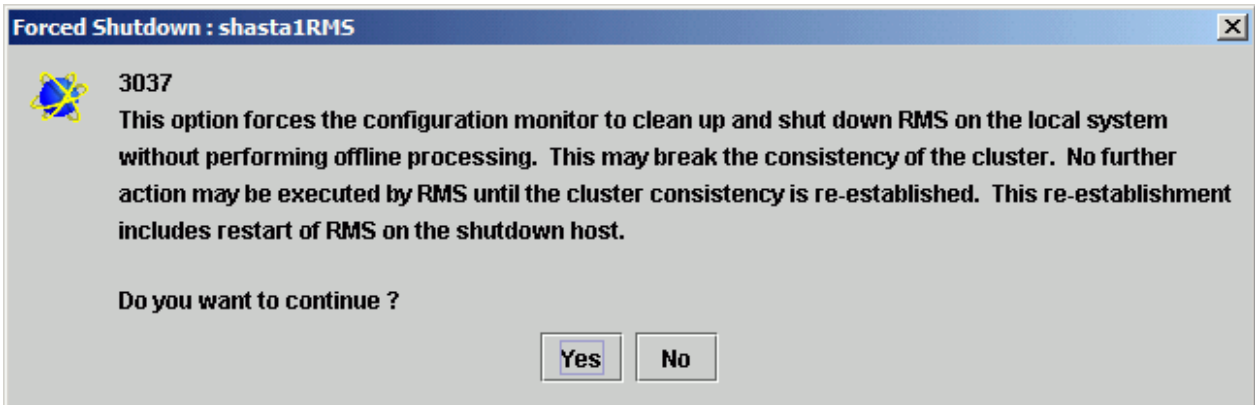 Forced Shutdown : shasta1RMS
3037
This option forces the configuration monitor to clean up and shut down RMS on the local system
without performing offline processing.  This may break the consistency of the cluster.  No further
action may be executed by RMS until the cluster consistency is re-established.  This re-establishment
includes restart of RMS on the shutdown host.
Do you want to continue ?
Yes No